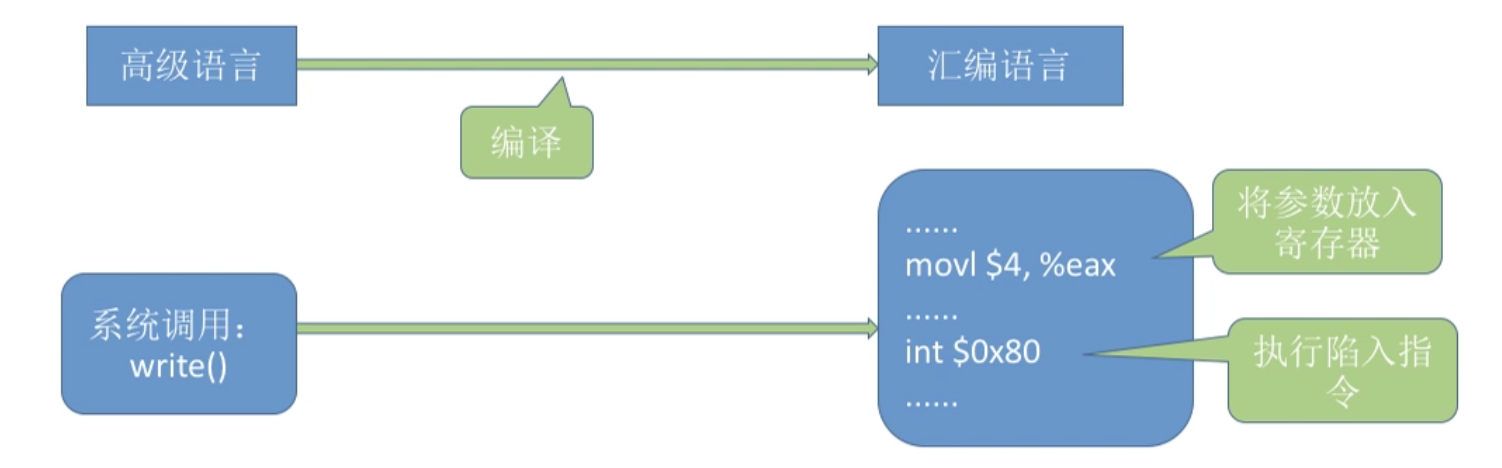 高级语言
汇编语言
编译
系统调用：
write()
......
movl $4, %eax
......
int $0x80
......
将参数放入
寄存器
执行陷入指
令